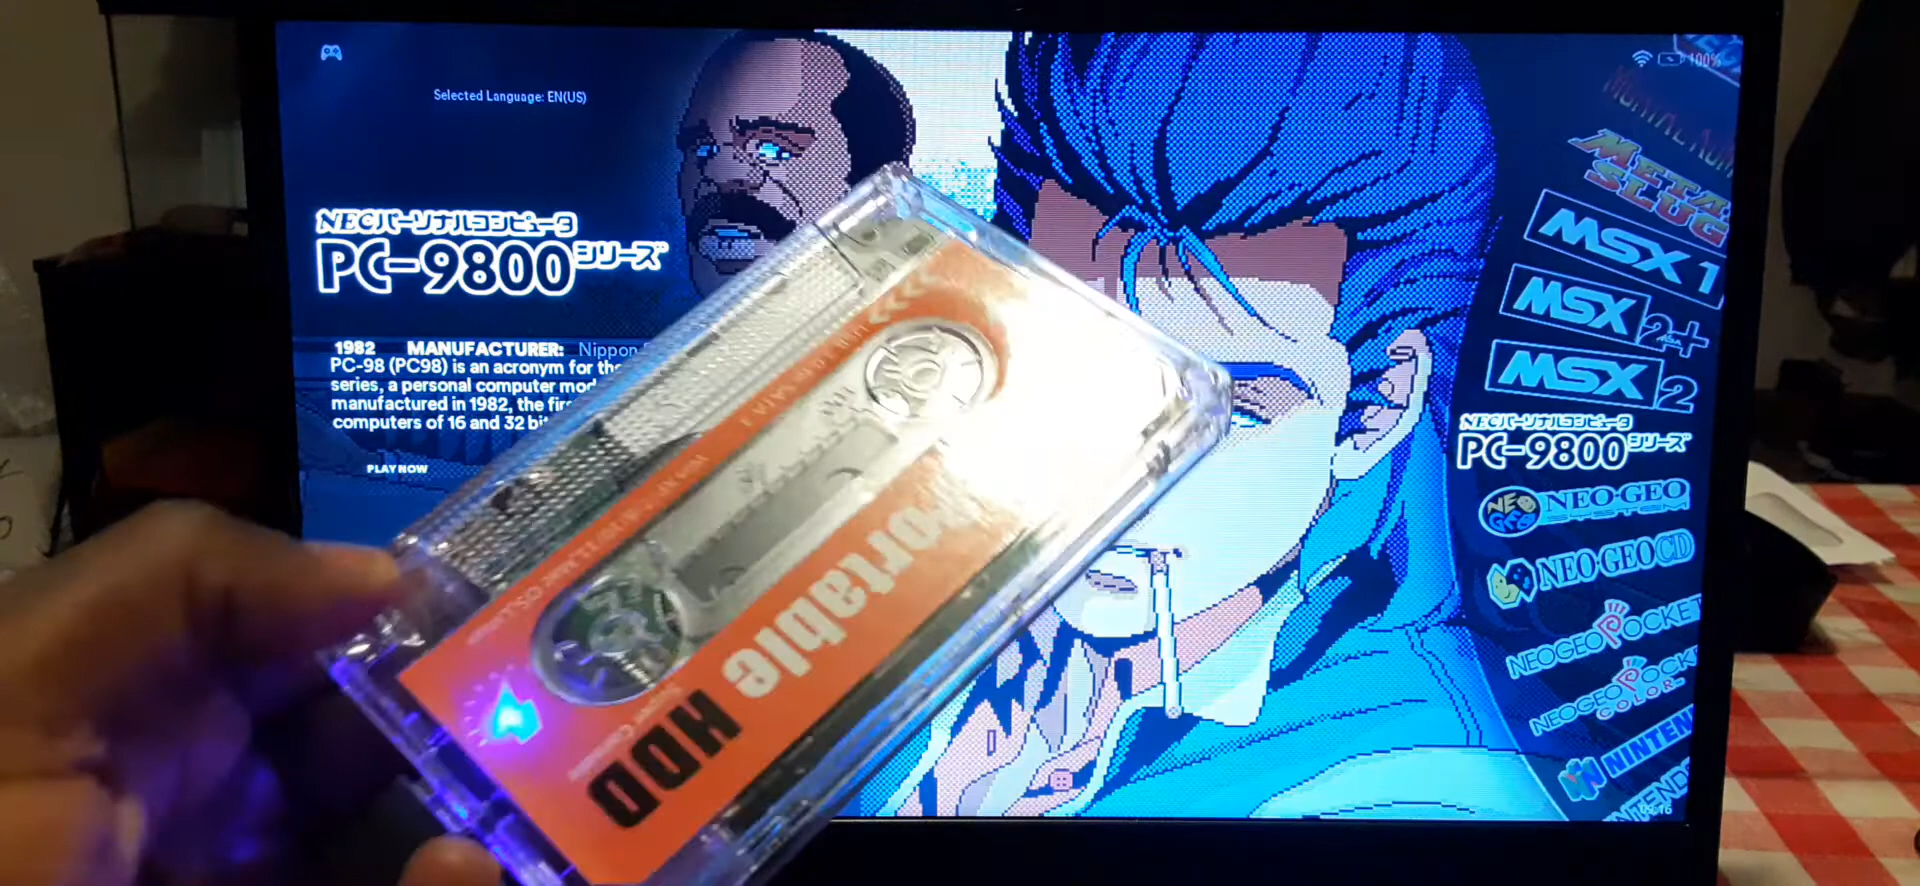 Selected Language: EN(US)
100%
NECパーソナルコンピュータ
PC-9800シリーズ
1982 MANUFACTURER: Nippon
PC-98 (PC98) is an acronym for the
series, a personal computer
manufactured in 1982, the
computers of 16 and 32
PLAY NOW
METAL
SLUG
MSX 1
MSX 2+
MSX 2
NECパーソナルコンピュータ
PC-9800シリーズ
NEO GEO
NEO-GEO
SYSTEM
NEO·GEO CD
NEOGEO POCKET
NEOGEO POCKET
COLOR
NINTEN
NINTENDO
Portable HDD